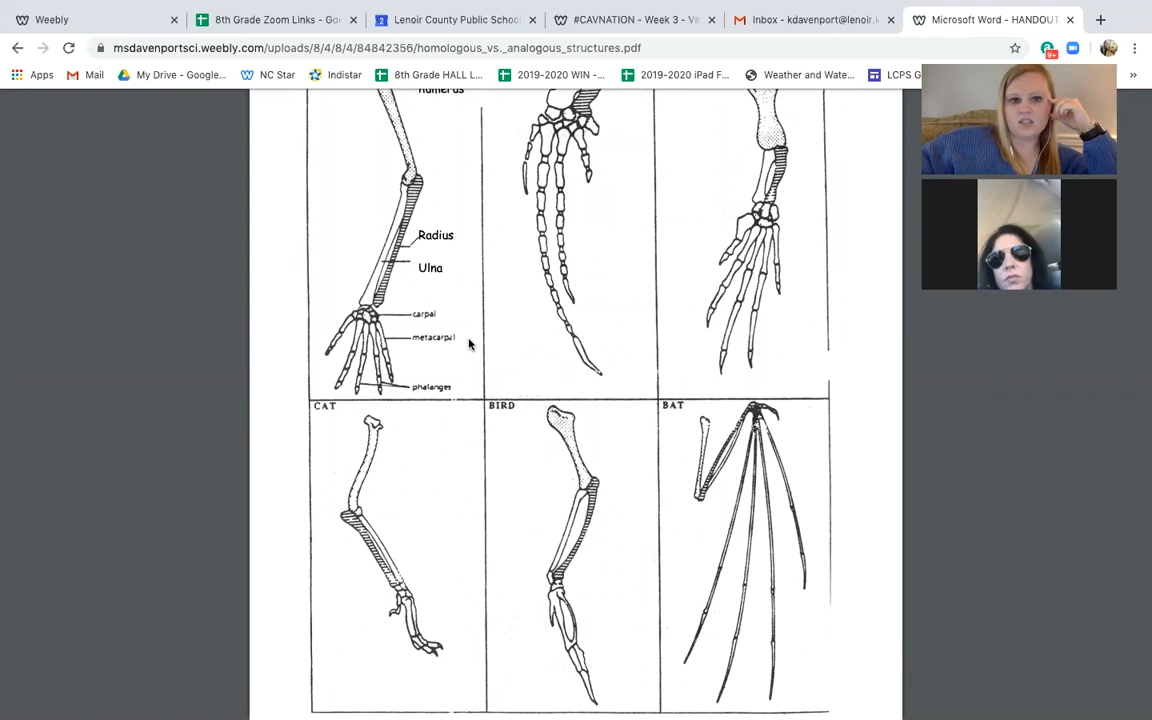 Weebly
8th Grade Zoom Links - Go
Lenoir County Public Schoo
#CAVNATION - Week 3 - Vir
Inbox - kdavenport@lenoir.k
Microsoft Word - HANDOUT
msdavenportsci.weebly.com/uploads/8/4/8/4/84842356/homologous_vs._analogous_structures.pdf
Apps
Mail
My Drive - Google...
NC Star
Indistar
8th Grade HALL L...
2019-2020 WIN -...
2019-2020 iPad F...
Weather and Wate...
LCPS G
9+
Humerus
Radius
Ulna
carpal
metacarpal
phalanges
CAT
BIRD
BAT